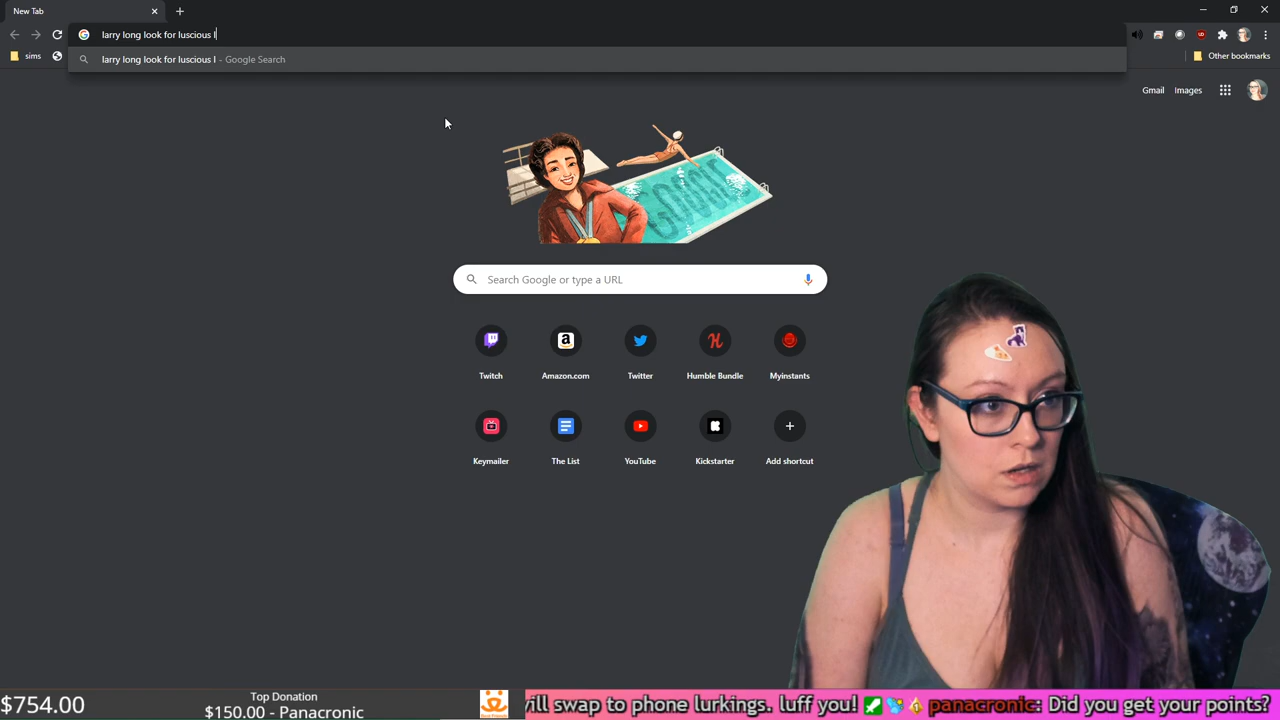 New Tab
larry long look for luscious l
sims
Other bookmarks
larry long look for luscious l - Google Search
Gmail
Images
GOOGLE
Search Google or type a URL
Twitch
Amazon.com
Twitter
Humble Bundle
Myinstants
Keymailer
The List
YouTube
Kickstarter
Add shortcut
$754.00
Top Donation
$150.00 - Panacronic
will swap to phone lurkings. luff you! panacronic: Did you get your points?